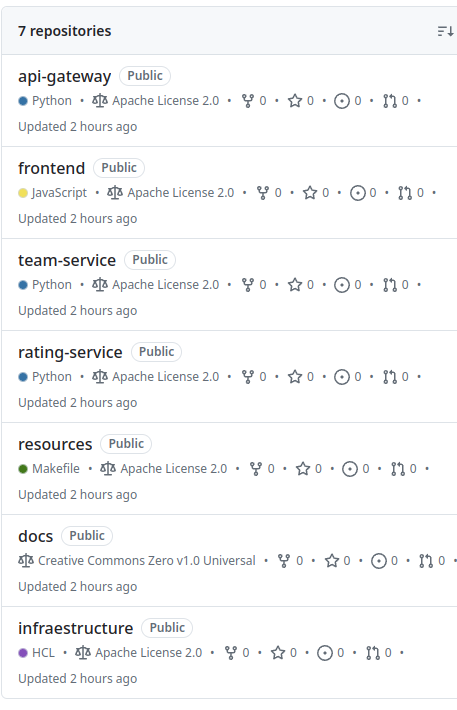 7 repositories
api-gateway Public
Python • Apache License 2.0 • 0 • 0 • 0 • 0 •
Updated 2 hours ago
frontend Public
JavaScript • Apache License 2.0 • 0 • 0 • 0 • 0 •
Updated 2 hours ago
team-service Public
Python • Apache License 2.0 • 0 • 0 • 0 • 0 •
Updated 2 hours ago
rating-service Public
Python • Apache License 2.0 • 0 • 0 • 0 • 0 •
Updated 2 hours ago
resources Public
Makefile • Apache License 2.0 • 0 • 0 • 0 • 0 •
Updated 2 hours ago
docs Public
Creative Commons Zero v1.0 Universal • 0 • 0 • 0 • 0 •
Updated 2 hours ago
infraestructure Public
HCL • Apache License 2.0 • 0 • 0 • 0 • 0 •
Updated 2 hours ago